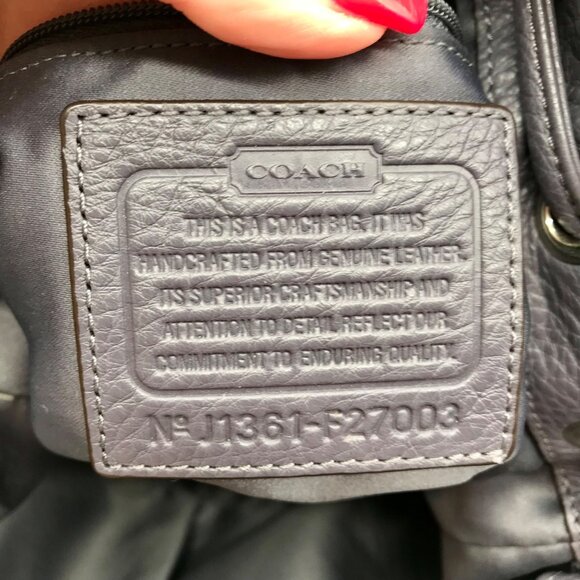 COACH
THIS IS A COACH BAG. IT WAS
HANDCRAFTED FROM GENUINE LEATHER.
ITS SUPERIOR CRAFTSMANSHIP AND
ATTENTION TO DETAIL REFLECT OUR
COMMITMENT TO ENDURING QUALITY.
Nº J1361-F27003